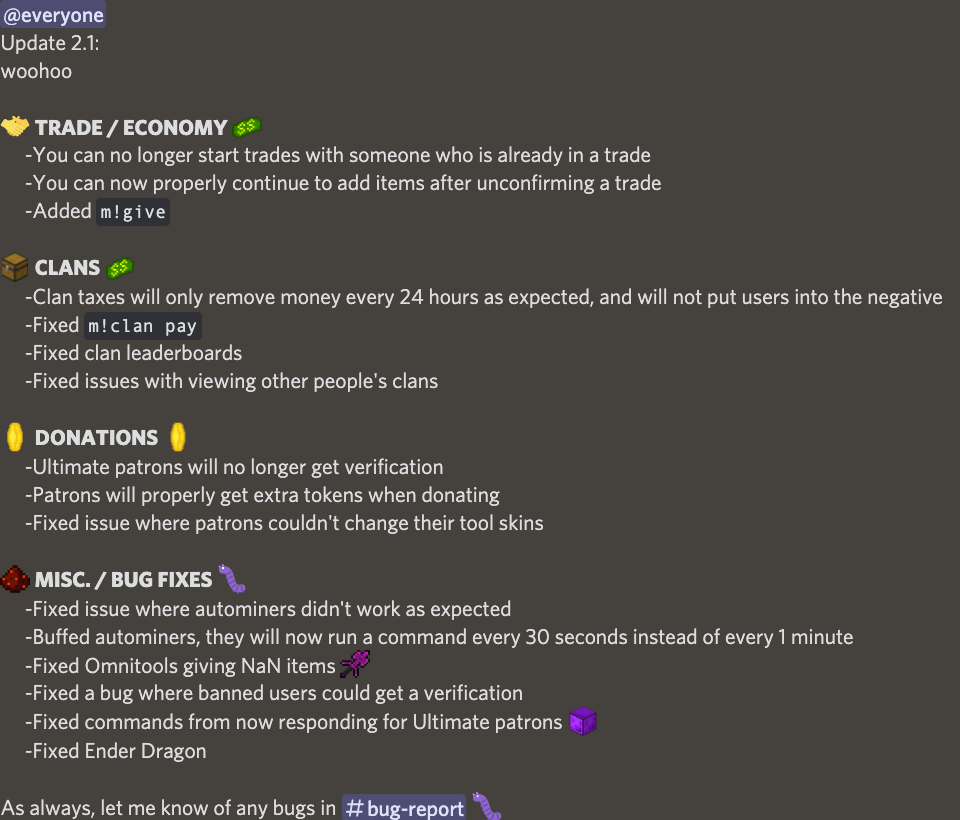 @everyone
Update 2.1:
woohoo
TRADE / ECONOMY
-You can no longer start trades with someone who is already in a trade
-You can now properly continue to add items after unconfirming a trade
-Added m!give
CLANS
-Clan taxes will only remove money every 24 hours as expected, and will not put users into the negative
-Fixed m!clan pay
-Fixed clan leaderboards
-Fixed issues with viewing other people's clans
DONATIONS
-Ultimate patrons will no longer get verification
-Patrons will properly get extra tokens when donating
-Fixed issue where patrons couldn't change their tool skins
MISC. / BUG FIXES
-Fixed issue where autominers didn't work as expected
-Buffed autominers, they will now run a command every 30 seconds instead of every 1 minute
-Fixed Omnitools giving NaN items
-Fixed a bug where banned users could get a verification
-Fixed commands from now responding for Ultimate patrons
-Fixed Ender Dragon
As always, let me know of any bugs in #bug-report